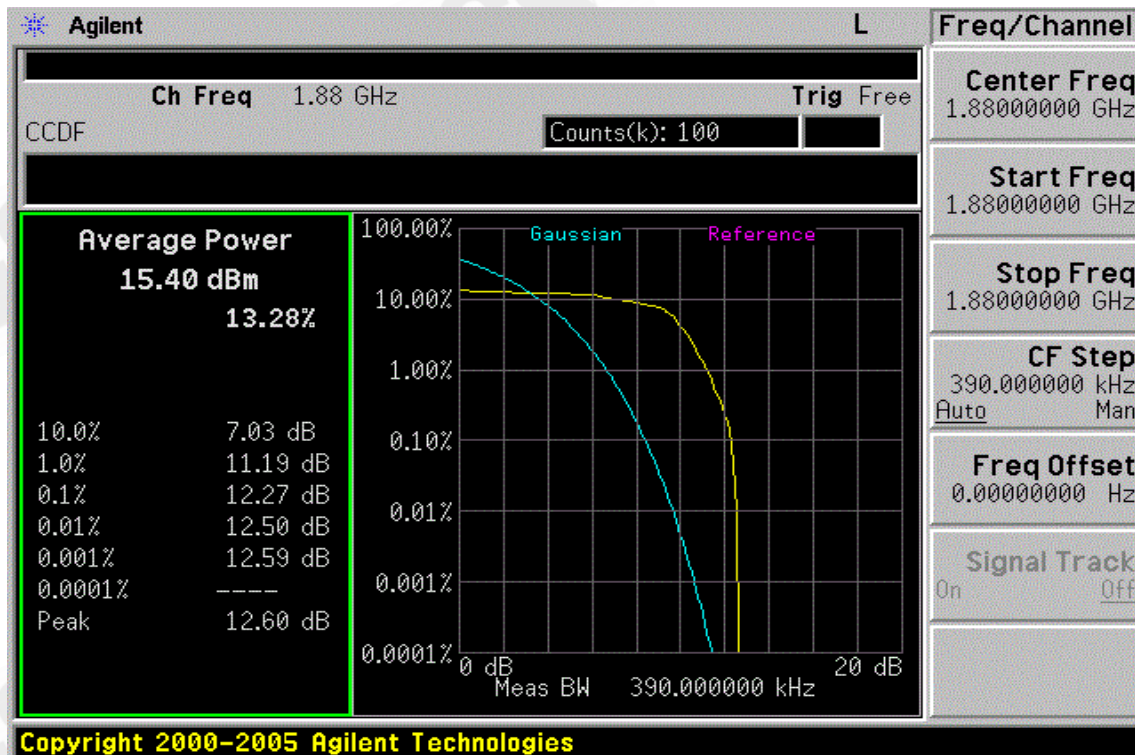 Agilent L Freq/Channel
Ch Freq 1.88 GHz Trig Free
CCDF Counts(k): 100
Average Power
15.40 dBm
13.28%
10.0% 7.03 dB
1.0% 11.19 dB
0.1% 12.27 dB
0.01% 12.50 dB
0.001% 12.59 dB
0.0001% ----
Peak 12.60 dB
100.00%
Gaussian Reference
10.00%
1.00%
0.10%
0.01%
0.001%
0.0001%
0 dB 20 dB
Meas BW 390.000000 kHz
Center Freq
1.88000000 GHz
Start Freq
1.88000000 GHz
Stop Freq
1.88000000 GHz
CF Step
390.000000 kHz
Auto Man
Freq Offset
0.00000000 Hz
Signal Track
On Off
Copyright 2000-2005 Agilent Technologies